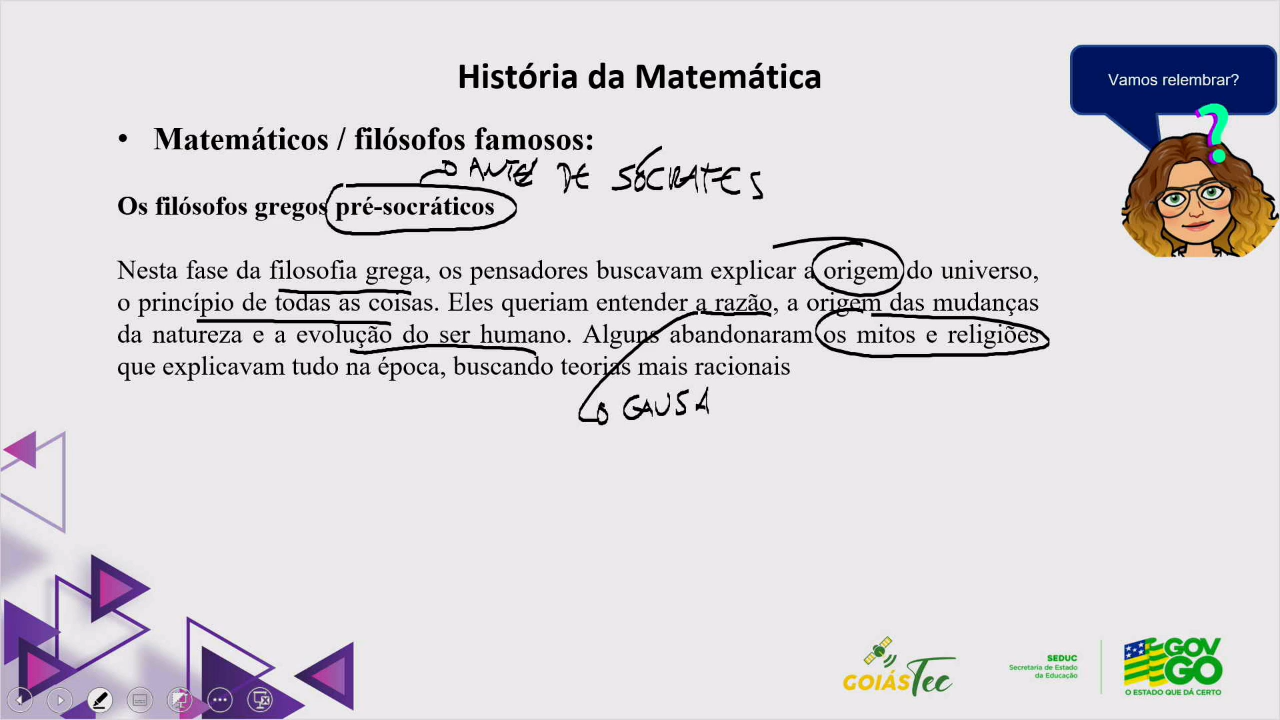 História da Matemática
Vamos relembrar?
• Matemáticos / filósofos famosos:
ANTES DE SÓCRATES
Os filósofos gregos pré-socráticos
Nesta fase da filosofia grega, os pensadores buscavam explicar a origem do universo,
o princípio de todas as coisas. Eles queriam entender a razão, a origem das mudanças
da natureza e a evolução do ser humano. Alguns abandonaram os mitos e religiões
que explicavam tudo na época, buscando teorias mais racionais
CAUSA
GOIÁSTec
SEDUC
Secretaria de Estado
da Educação
GOV
GO
O ESTADO QUE DÁ CERTO